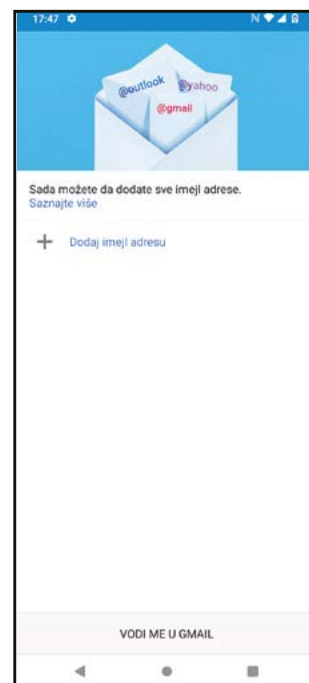 17:47
@outlook
@yahoo
@gmail
Sada možete da dodate sve imejl adrese.
Saznajte više
Dodaj imejl adresu
VODI ME U GMAIL